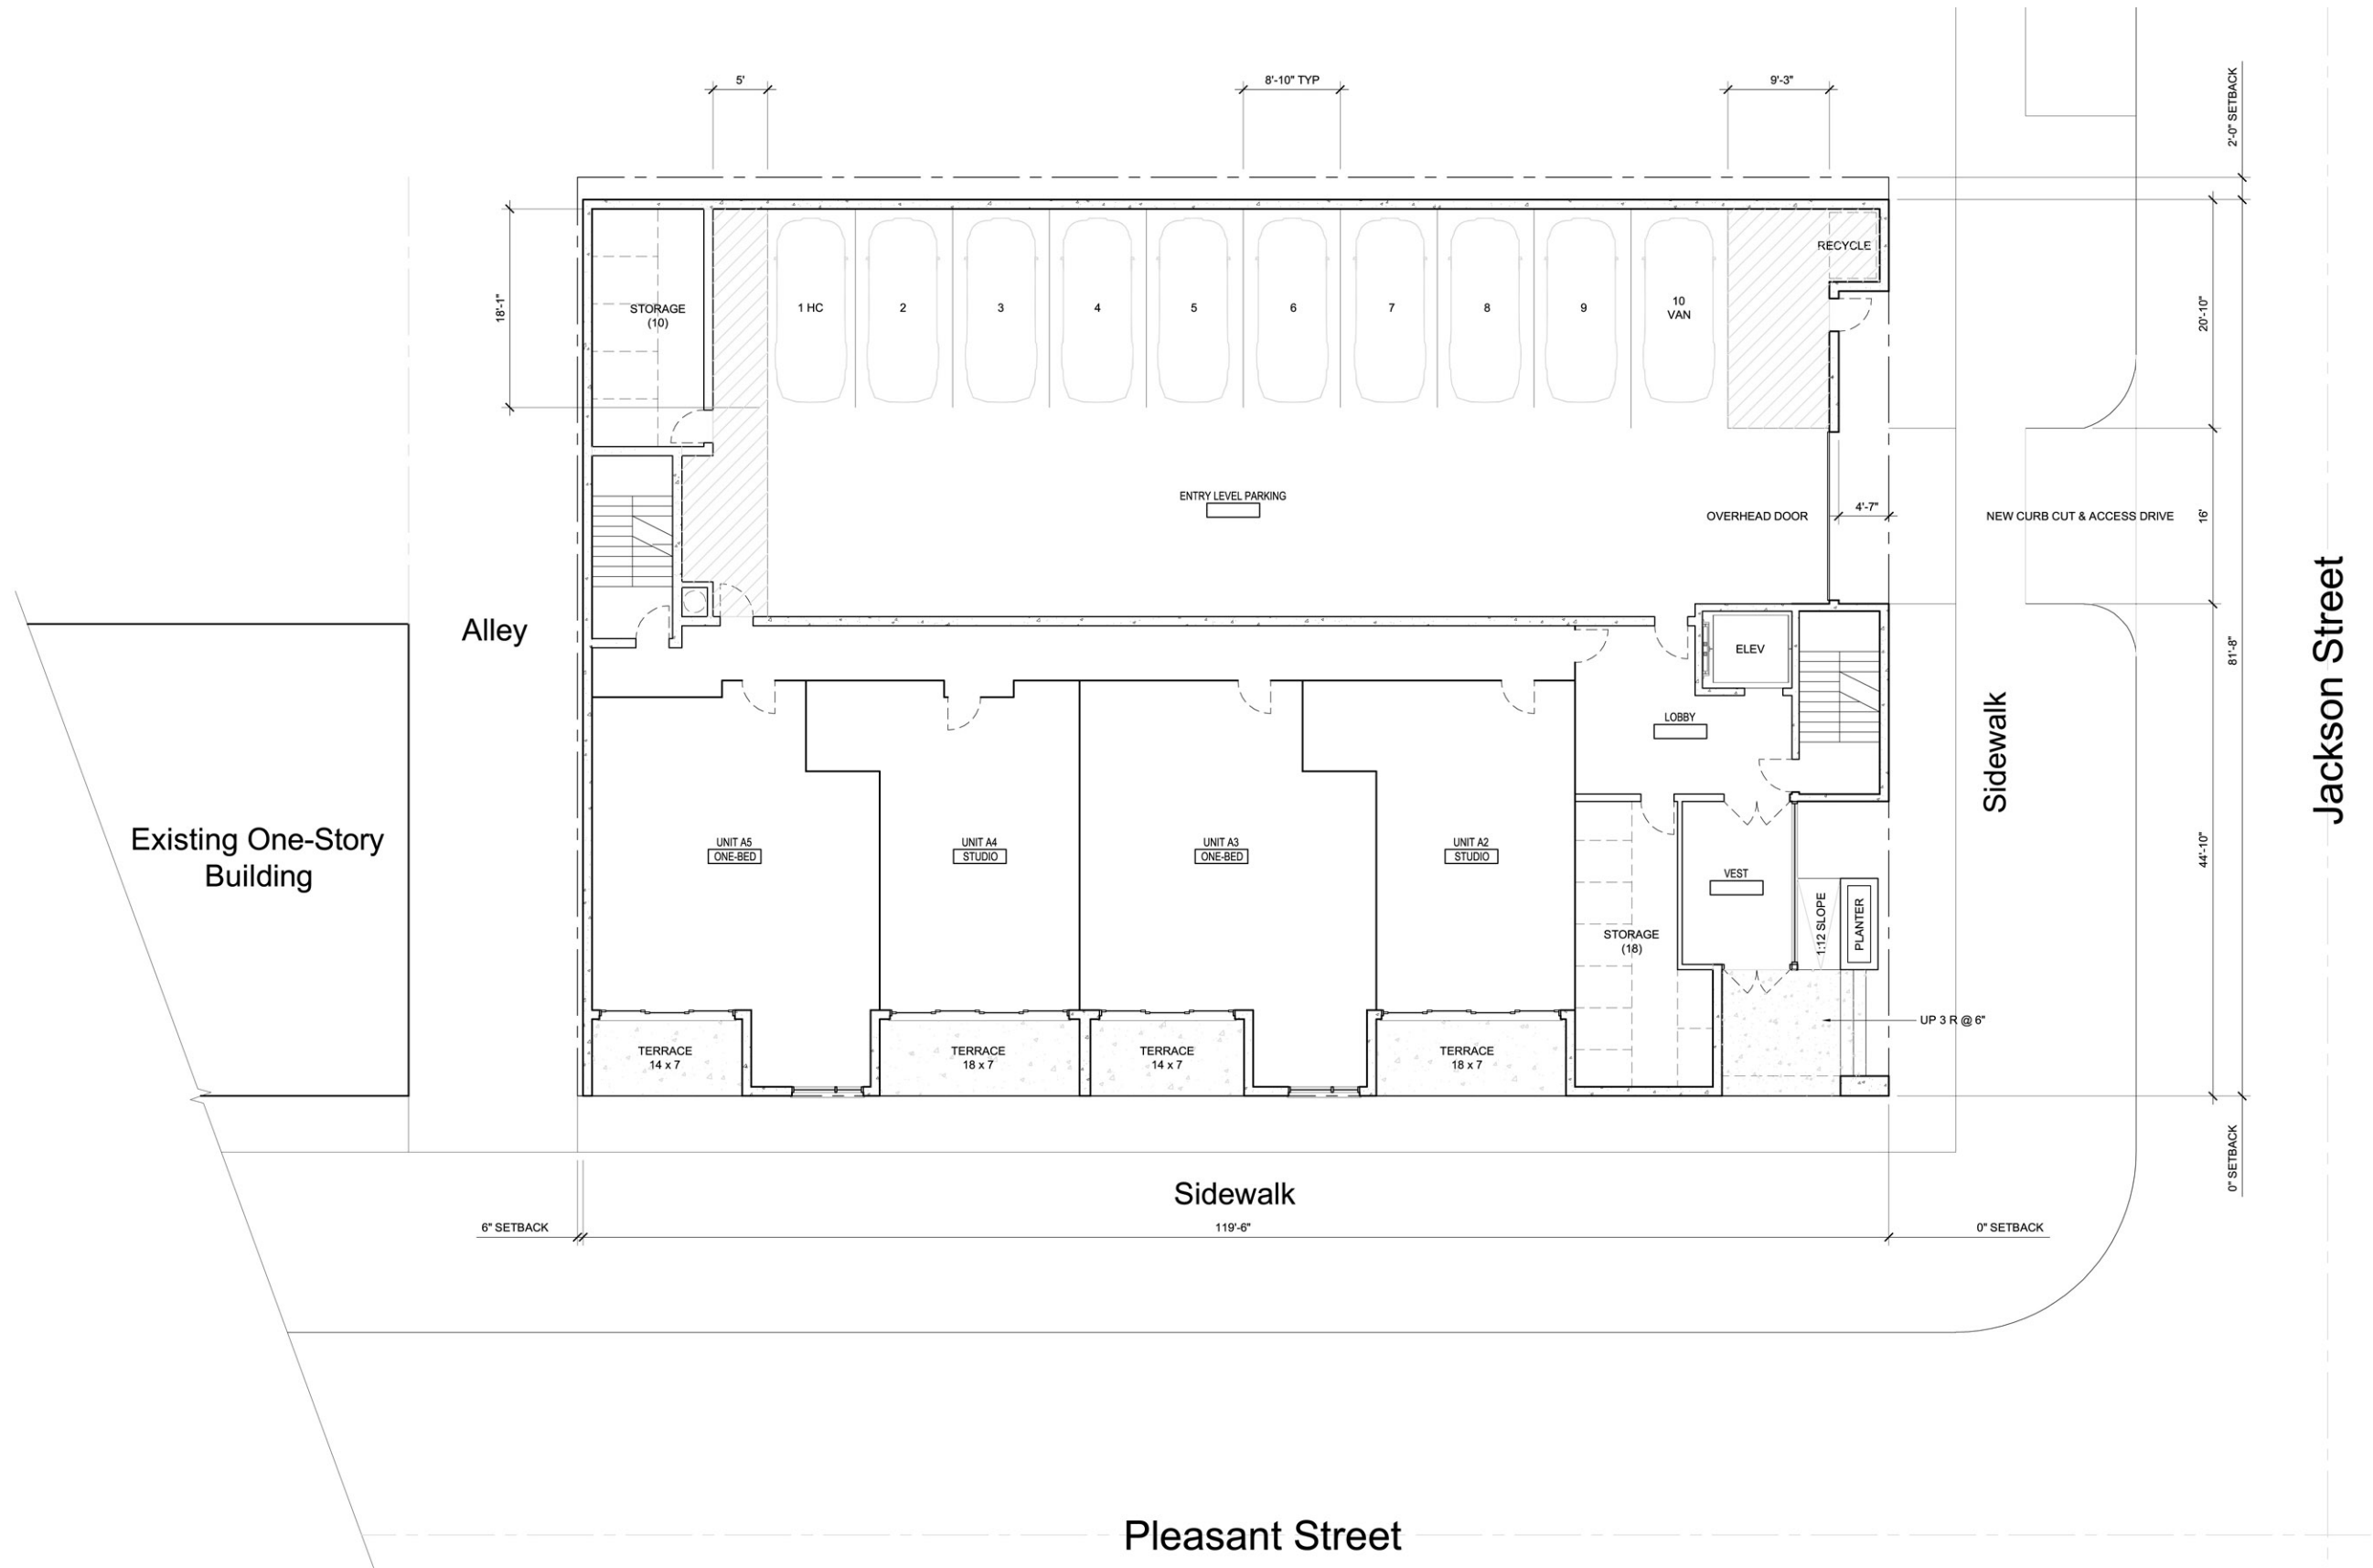 5'
8'-10" TYP
9'-3"
2'-0" SETBACK
RECYCLE
18'-1"
STORAGE
(10)
1 HC
2
3
4
5
6
7
8
9
10
VAN
20'-10"
ENTRY LEVEL PARKING
OVERHEAD DOOR
4'-7"
NEW CURB CUT & ACCESS DRIVE
16'
Alley
ELEV
81'-8"
Jackson Street
LOBBY
Sidewalk
Existing One-Story
Building
UNIT A5
ONE-BED
UNIT A4
STUDIO
UNIT A3
ONE-BED
UNIT A2
STUDIO
VEST
44'-10"
1:12 SLOPE
PLANTER
STORAGE
(18)
UP 3 R @ 6"
TERRACE
14 x 7
TERRACE
18 x 7
TERRACE
14 x 7
TERRACE
18 x 7
0" SETBACK
Sidewalk
6" SETBACK
119'-6"
0" SETBACK
Pleasant Street